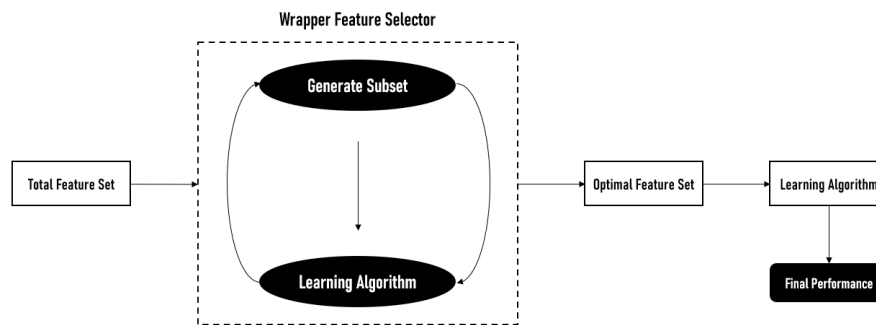 Wrapper Feature Selector
Generate Subset
Total Feature Set
Optimal Feature Set
Learning Algorithm
Learning Algorithm
Final Performance